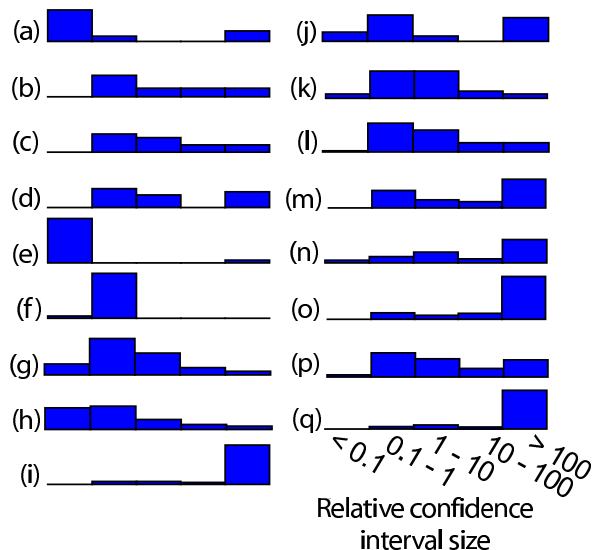 (a)
(b)
(c)
(d)
(e)
(f)
(g)
(h)
(i)
(j)
(k)
(l)
(m)
(n)
(o)
(p)
(q)
< 0.1
0.1 - 1
1 - 10
10 - 100
> 100
Relative confidence
interval size